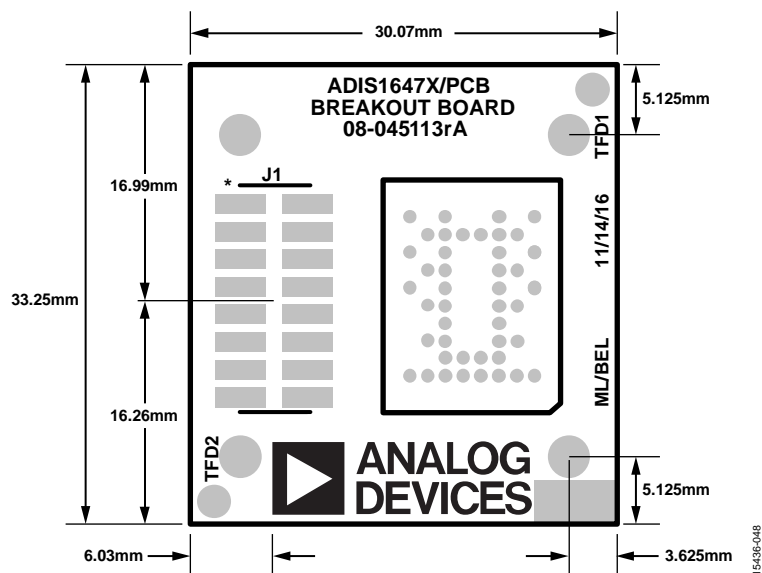 30.07mm
ADIS1647X/PCB
BREAKOUT BOARD
08-045113rA
5.125mm
TFD1
16.99mm
* J1
11/14/16
33.25mm
16.26mm
ML/BEL
TFD2
ANALOG
DEVICES
5.125mm
6.03mm
3.625mm
15436-048